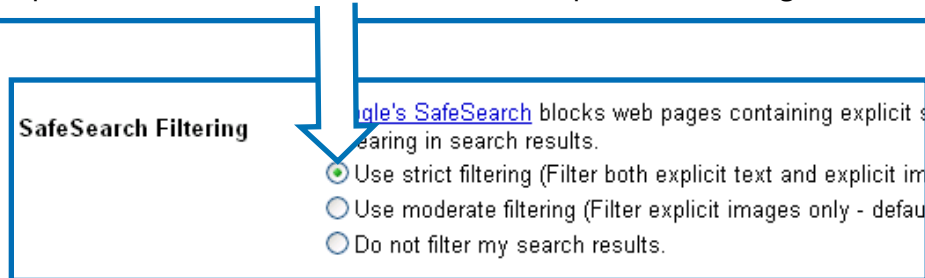 SafeSearch Filtering
ogle's SafeSearch blocks web pages containing explicit s
earing in search results.
Use strict filtering (Filter both explicit text and explicit im
Use moderate filtering (Filter explicit images only - defau
Do not filter my search results.